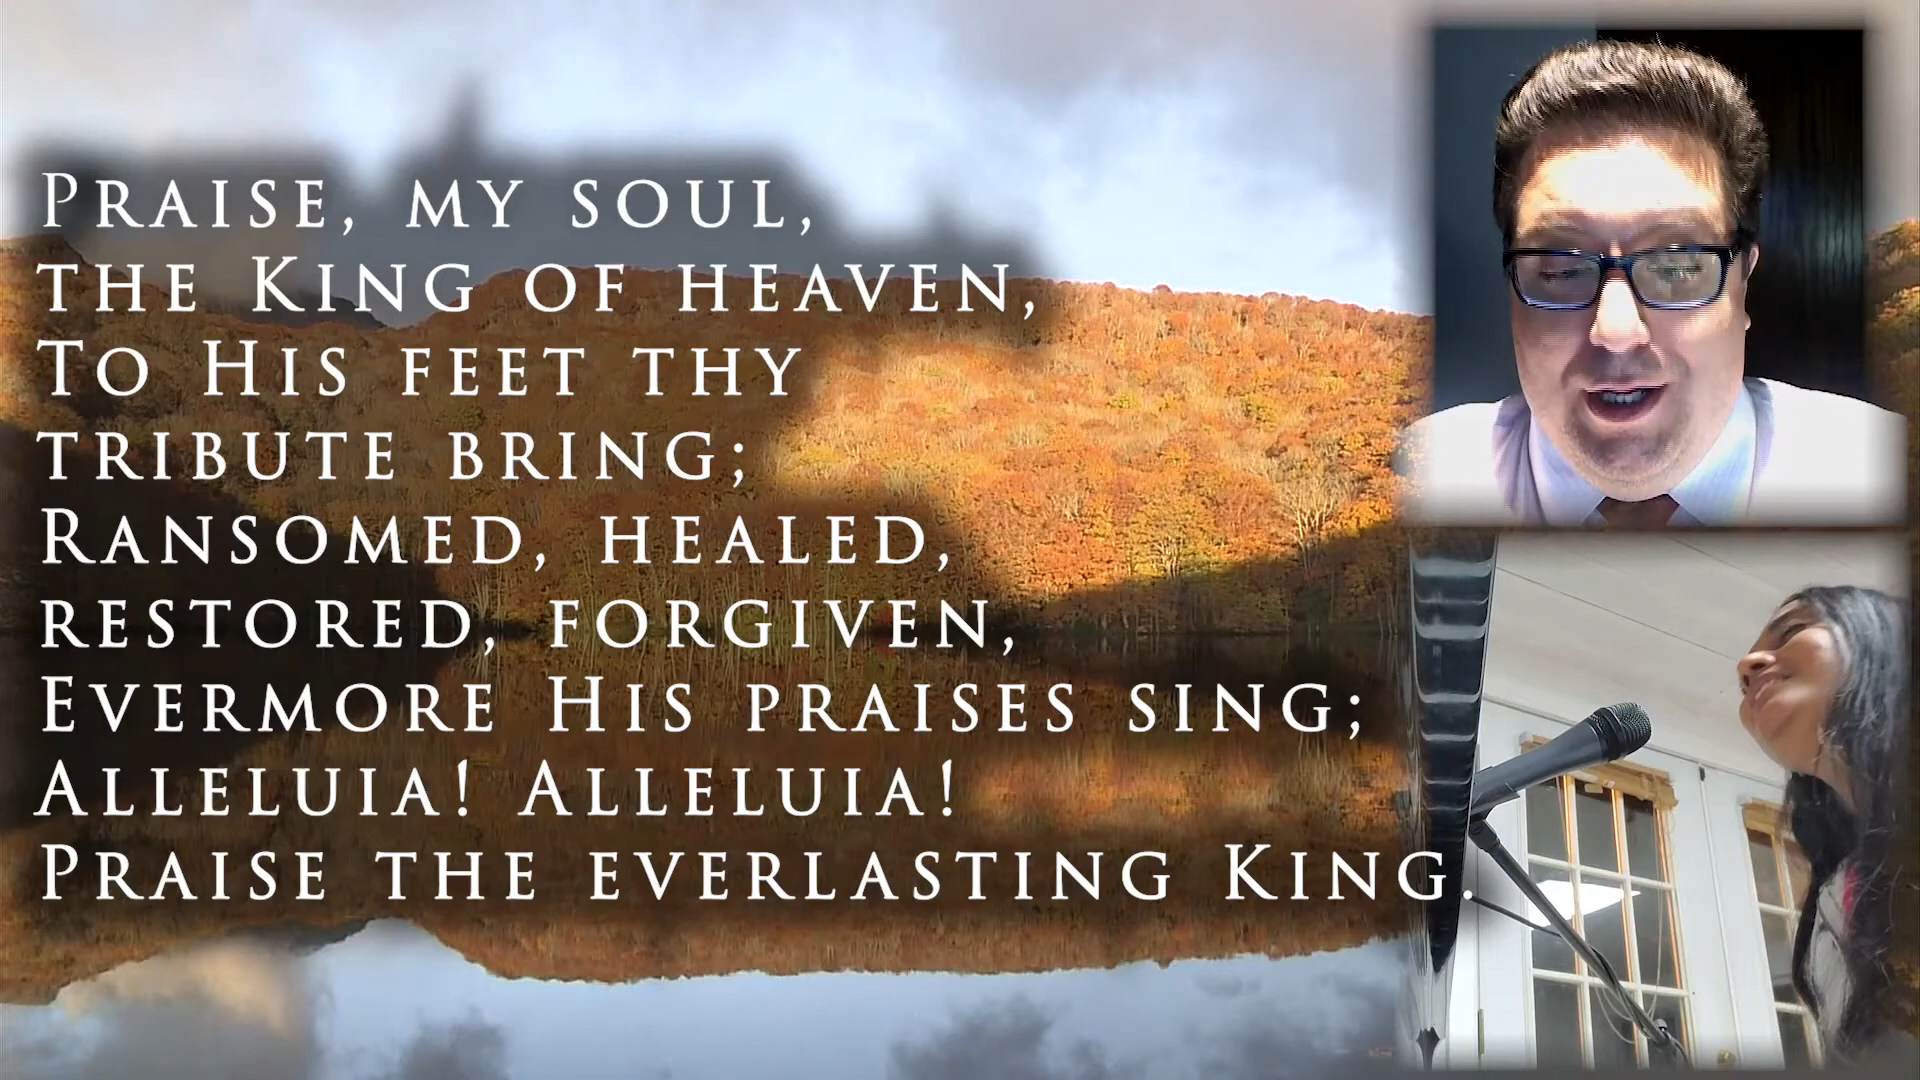 Praise, my soul,
the King of heaven,
To His feet thy
tribute bring;
Ransomed, healed,
restored, forgiven,
Evermore His praises sing;
Alleluia! Alleluia!
Praise the everlasting King.